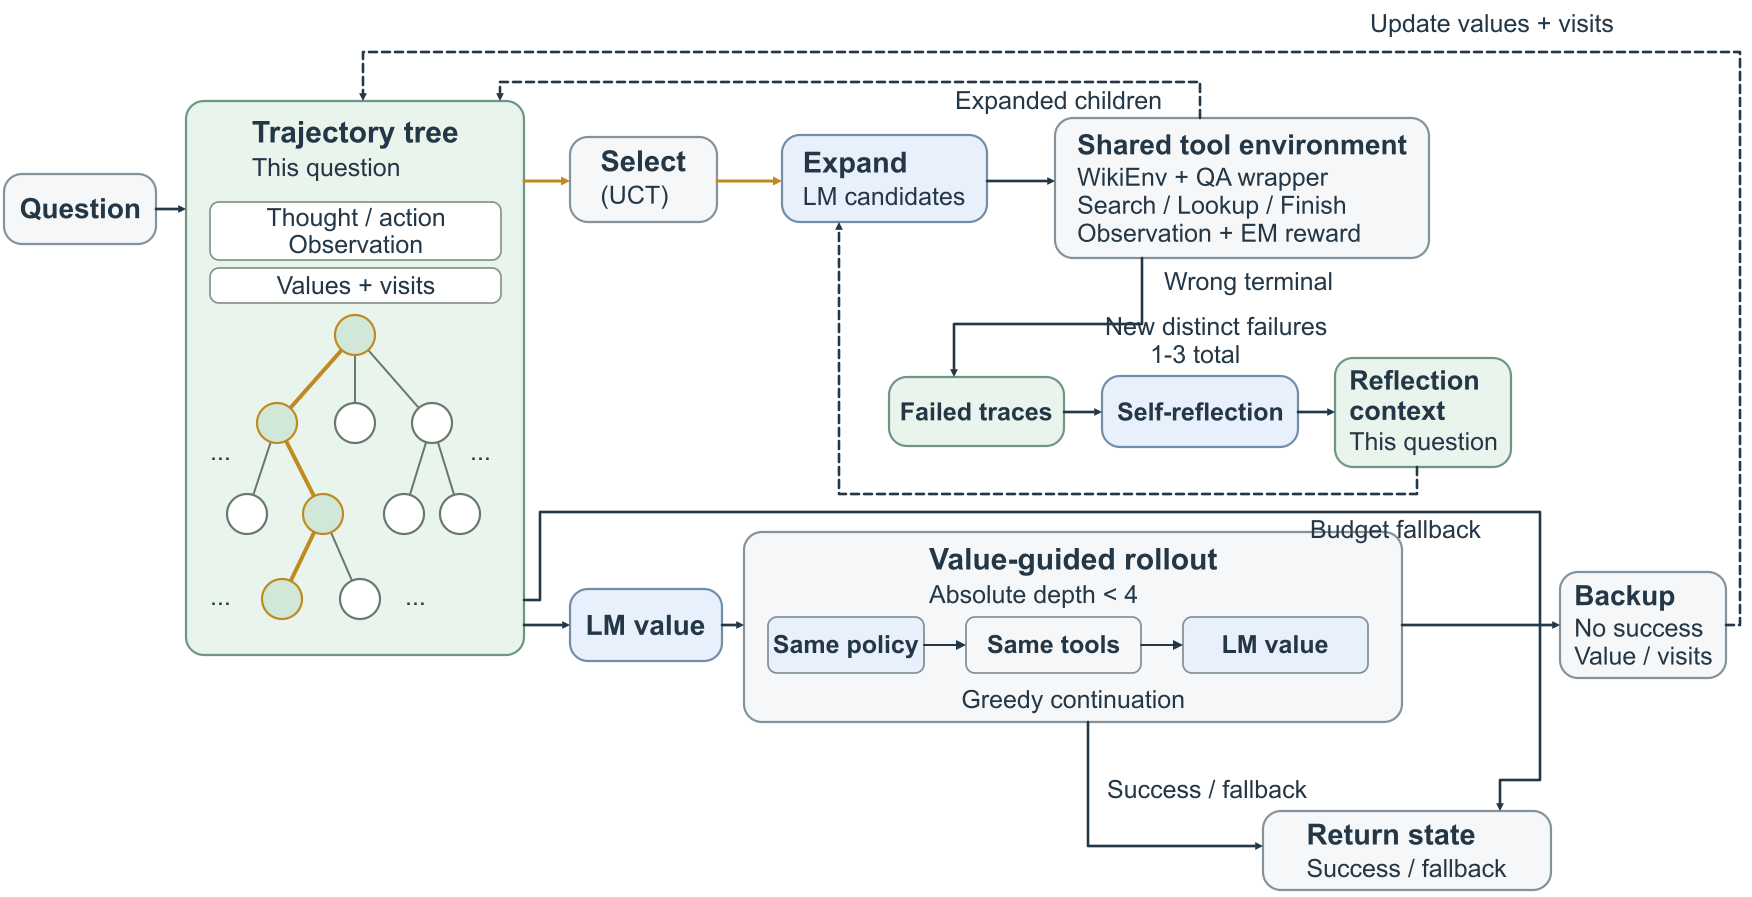 Update values + visits
Expanded children
Question
Trajectory tree
This question
Thought / action
Observation
Values + visits
...
...
...
...
Select
(UCT)
Expand
LM candidates
Shared tool environment
WikiEnv + QA wrapper
Search / Lookup / Finish
Observation + EM reward
Wrong terminal
New distinct failures
1-3 total
Failed traces
Self-reflection
Reflection
context
This question
Budget fallback
LM value
Value-guided rollout
Absolute depth < 4
Same policy
Same tools
LM value
Greedy continuation
Backup
No success
Value / visits
Success / fallback
Return state
Success / fallback